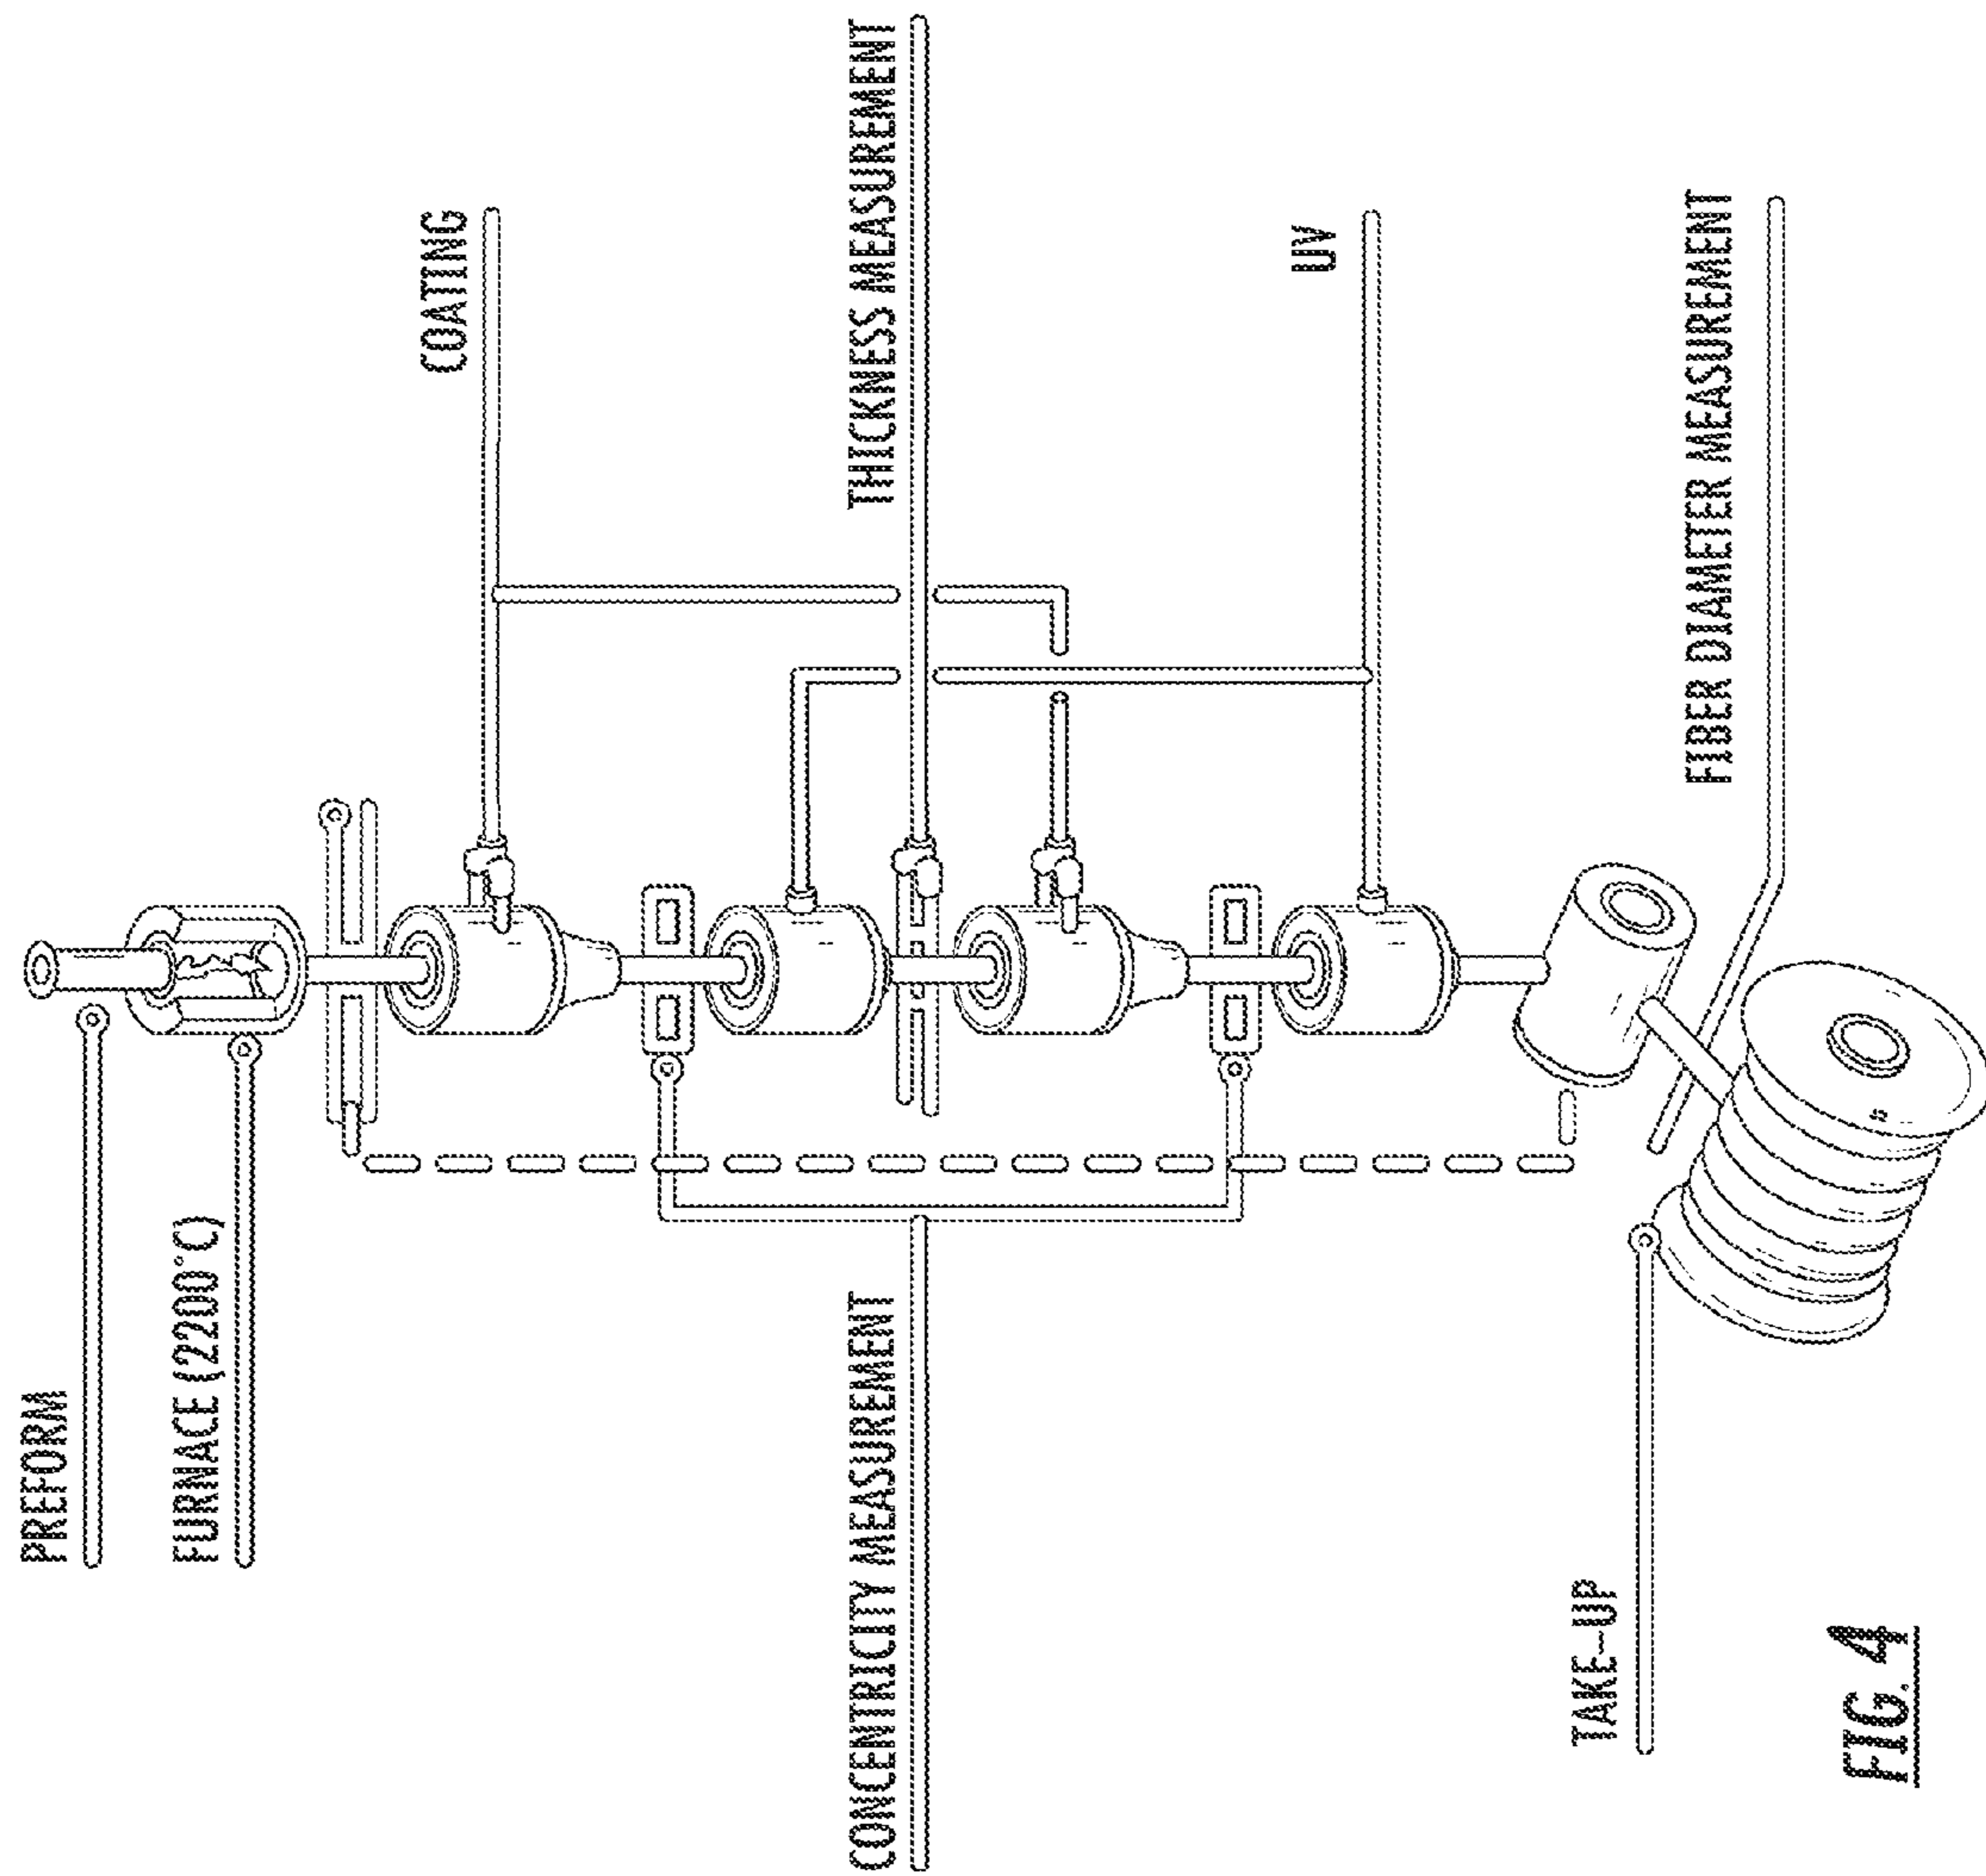 PREFORM
FURNACE (2200°C)
COATING
CONCENTRICITY MEASUREMENT
THICKNESS MEASUREMENT
UV
TAKE-UP
FIBER DIAMETER MEASUREMENT
FIG. 4